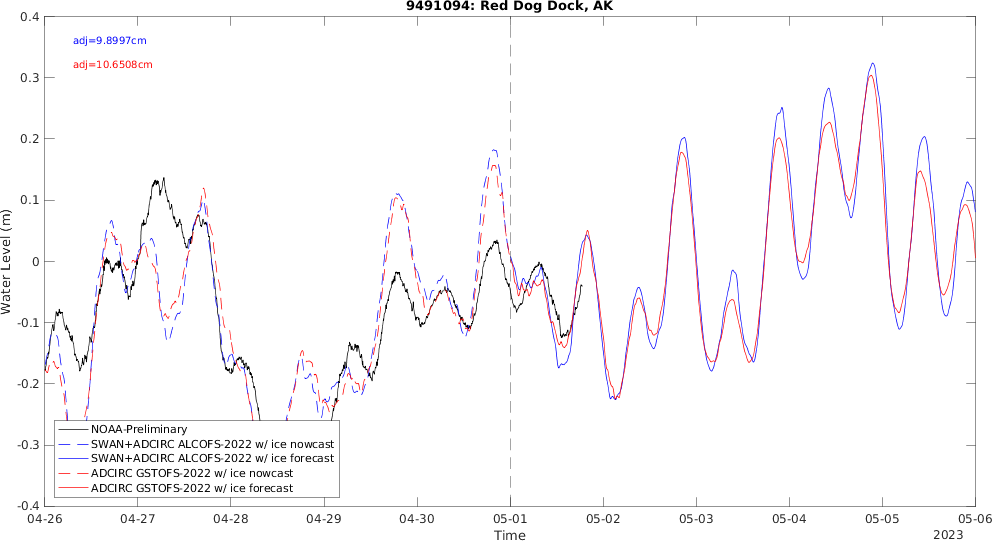 9491094: Red Dog Dock, AK
adj=9.8997cm
adj=10.6508cm
Water Level (m)
0.4
0.3
0.2
0.1
0
-0.1
-0.2
-0.3
-0.4
NOAA-Preliminary
SWAN+ADCIRC ALCOFS-2022 w/ ice nowcast
SWAN+ADCIRC ALCOFS-2022 w/ ice forecast
ADCIRC GSTOFS-2022 w/ ice nowcast
ADCIRC GSTOFS-2022 w/ ice forecast
04-26 04-27 04-28 04-29 04-30 05-01 05-02 05-03 05-04 05-05 05-06
Time
2023